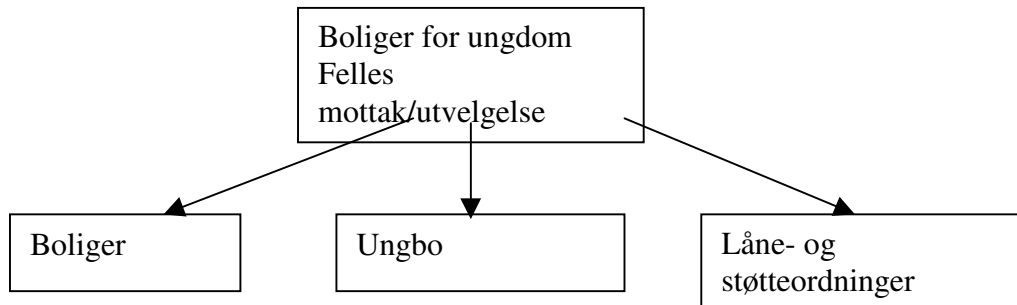 Boliger for ungdom
Felles
mottak/utvelgelse
Boliger
Ungbo
Låne- og
støtteordninger